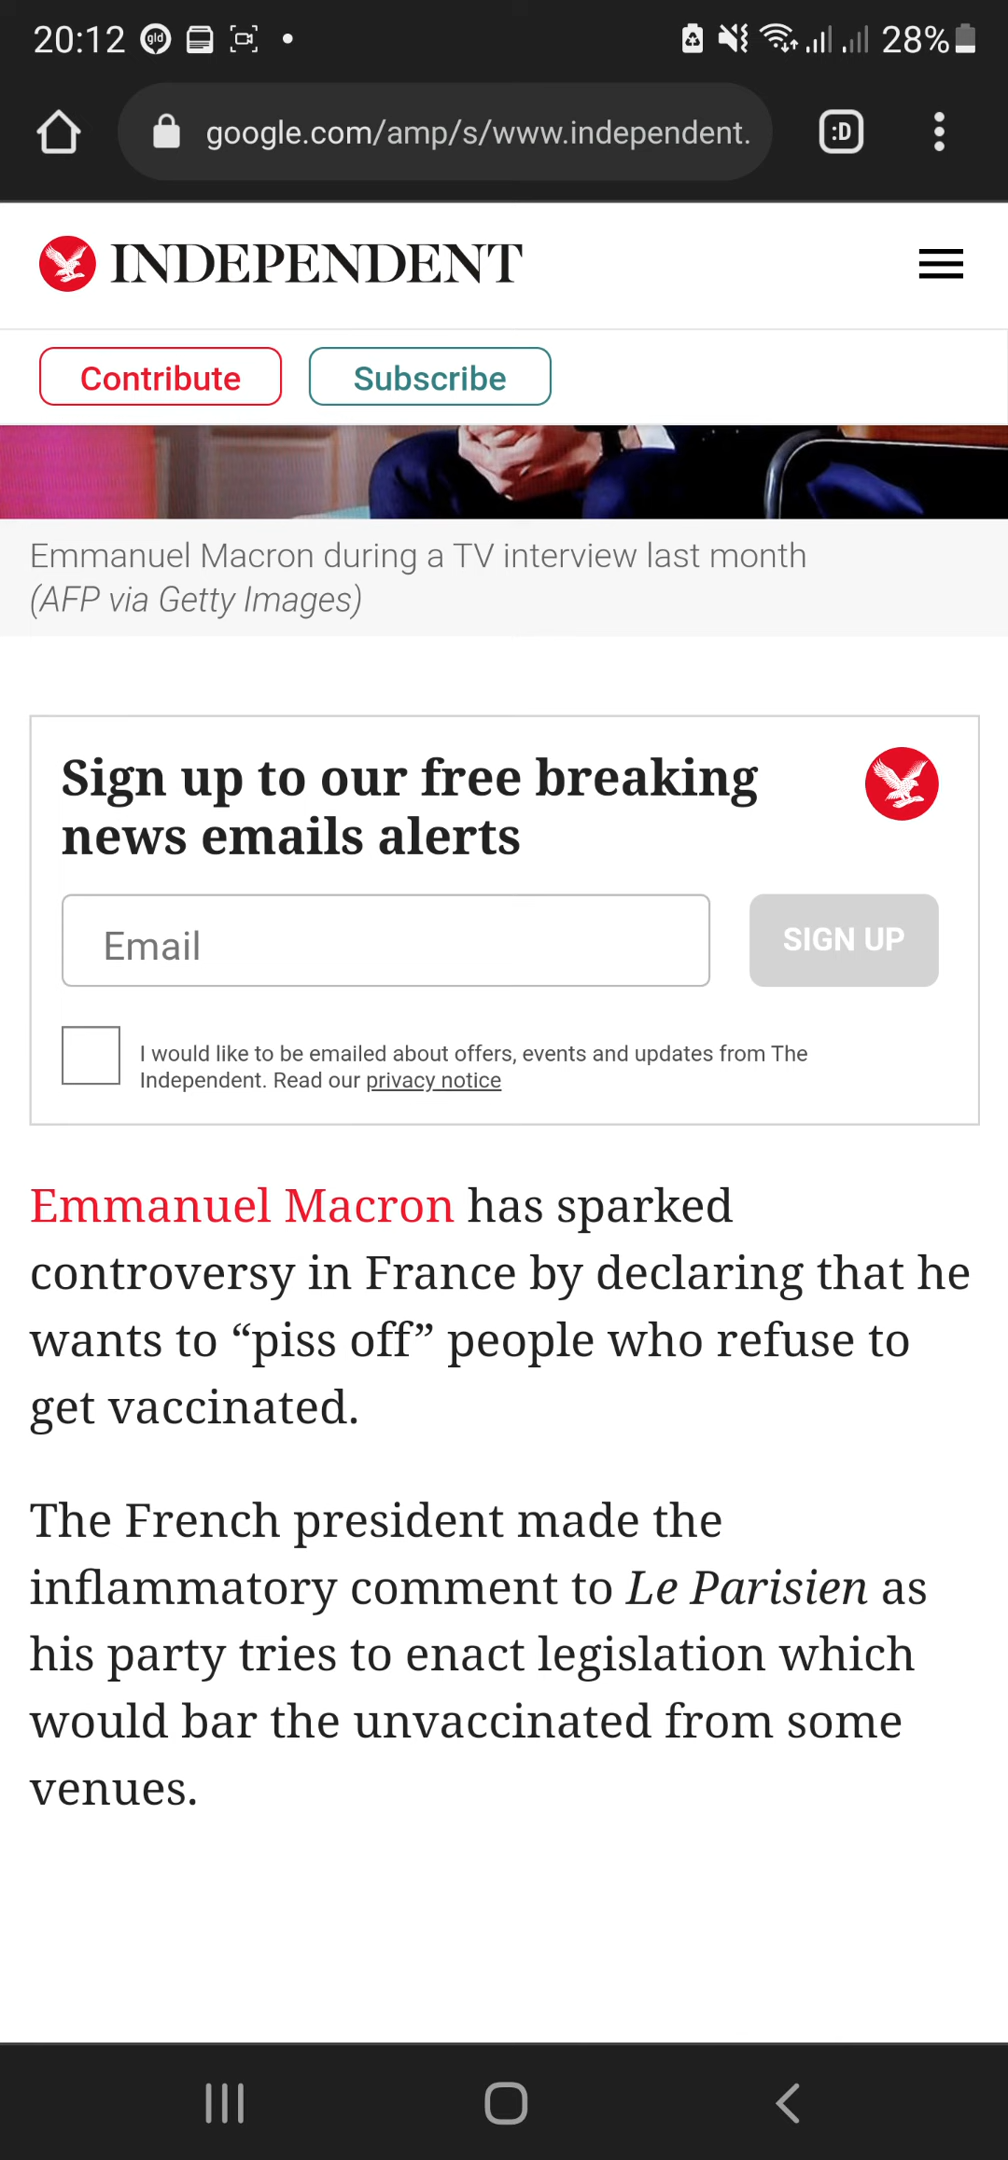 20:12 gld 28%
google.com/amp/s/www.independent.
:D
INDEPENDENT
Contribute Subscribe
Emmanuel Macron during a TV interview last month
(AFP via Getty Images)
Sign up to our free breaking
news emails alerts
Email SIGN UP
I would like to be emailed about offers, events and updates from The
Independent. Read our privacy notice
Emmanuel Macron has sparked
controversy in France by declaring that he
wants to “piss off” people who refuse to
get vaccinated.
The French president made the
inflammatory comment to Le Parisien as
his party tries to enact legislation which
would bar the unvaccinated from some
venues.